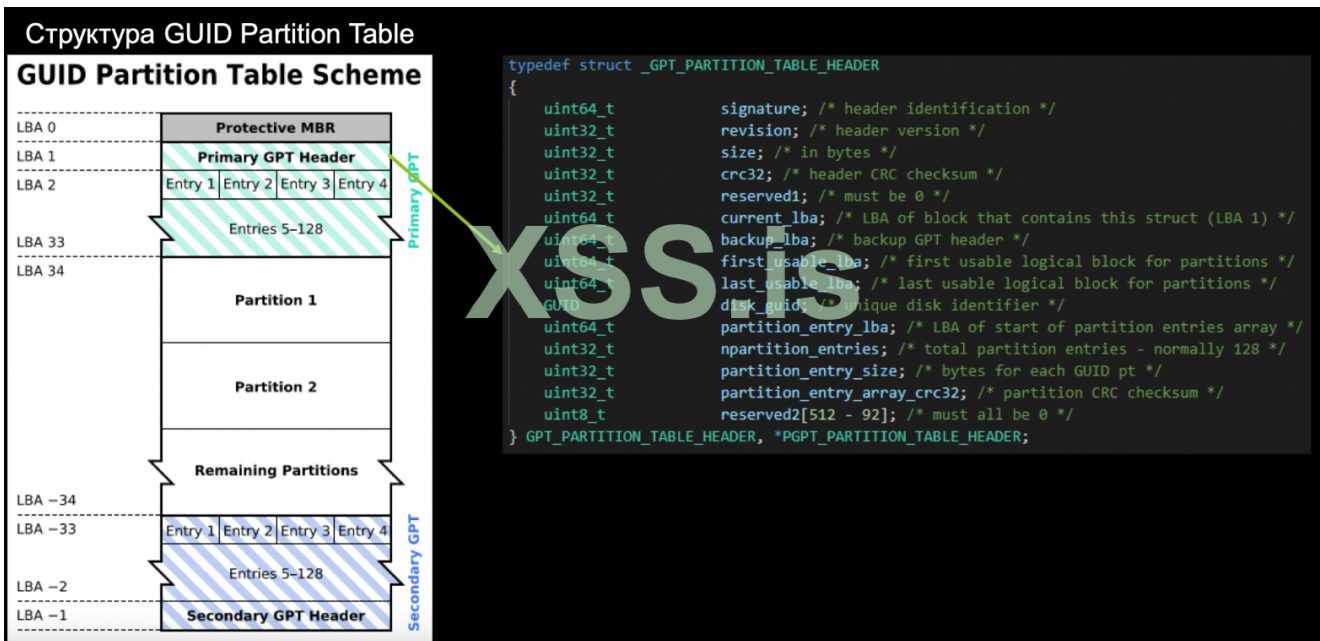 Структура GUID Partition Table
GUID Partition Table Scheme
LBA 0
Protective MBR
LBA 1
Primary GPT Header
LBA 2
Entry 1 Entry 2 Entry 3 Entry 4
Entries 5–128
LBA 33
Primary GPT
LBA 34
Partition 1
Partition 2
Remaining Partitions
LBA −34
LBA −33
Entry 1 Entry 2 Entry 3 Entry 4
Entries 5–128
LBA −2
LBA −1
Secondary GPT Header
Secondary GPT
typedef struct _GPT_PARTITION_TABLE_HEADER
{
uint64_t signature; /* header identification */
uint32_t revision; /* header version */
uint32_t size; /* in bytes */
uint32_t crc32; /* header CRC checksum */
uint32_t reserved1; /* must be 0 */
uint64_t current_lba; /* LBA of block that contains this struct (LBA 1) */
uint64_t backup_lba; /* backup GPT header */
uint64_t first_usable_lba; /* first usable logical block for partitions */
uint64_t last_usable_lba; /* last usable logical block for partitions */
GUID disk_guid; /* unique disk identifier */
uint64_t partition_entry_lba; /* LBA of start of partition entries array */
uint32_t npartition_entries; /* total partition entries - normally 128 */
uint32_t partition_entry_size; /* bytes for each GUID pt */
uint32_t partition_entry_array_crc32; /* partition CRC checksum */
uint8_t reserved2[512 - 92]; /* must all be 0 */
} GPT_PARTITION_TABLE_HEADER, *PGPT_PARTITION_TABLE_HEADER;
XSS.is